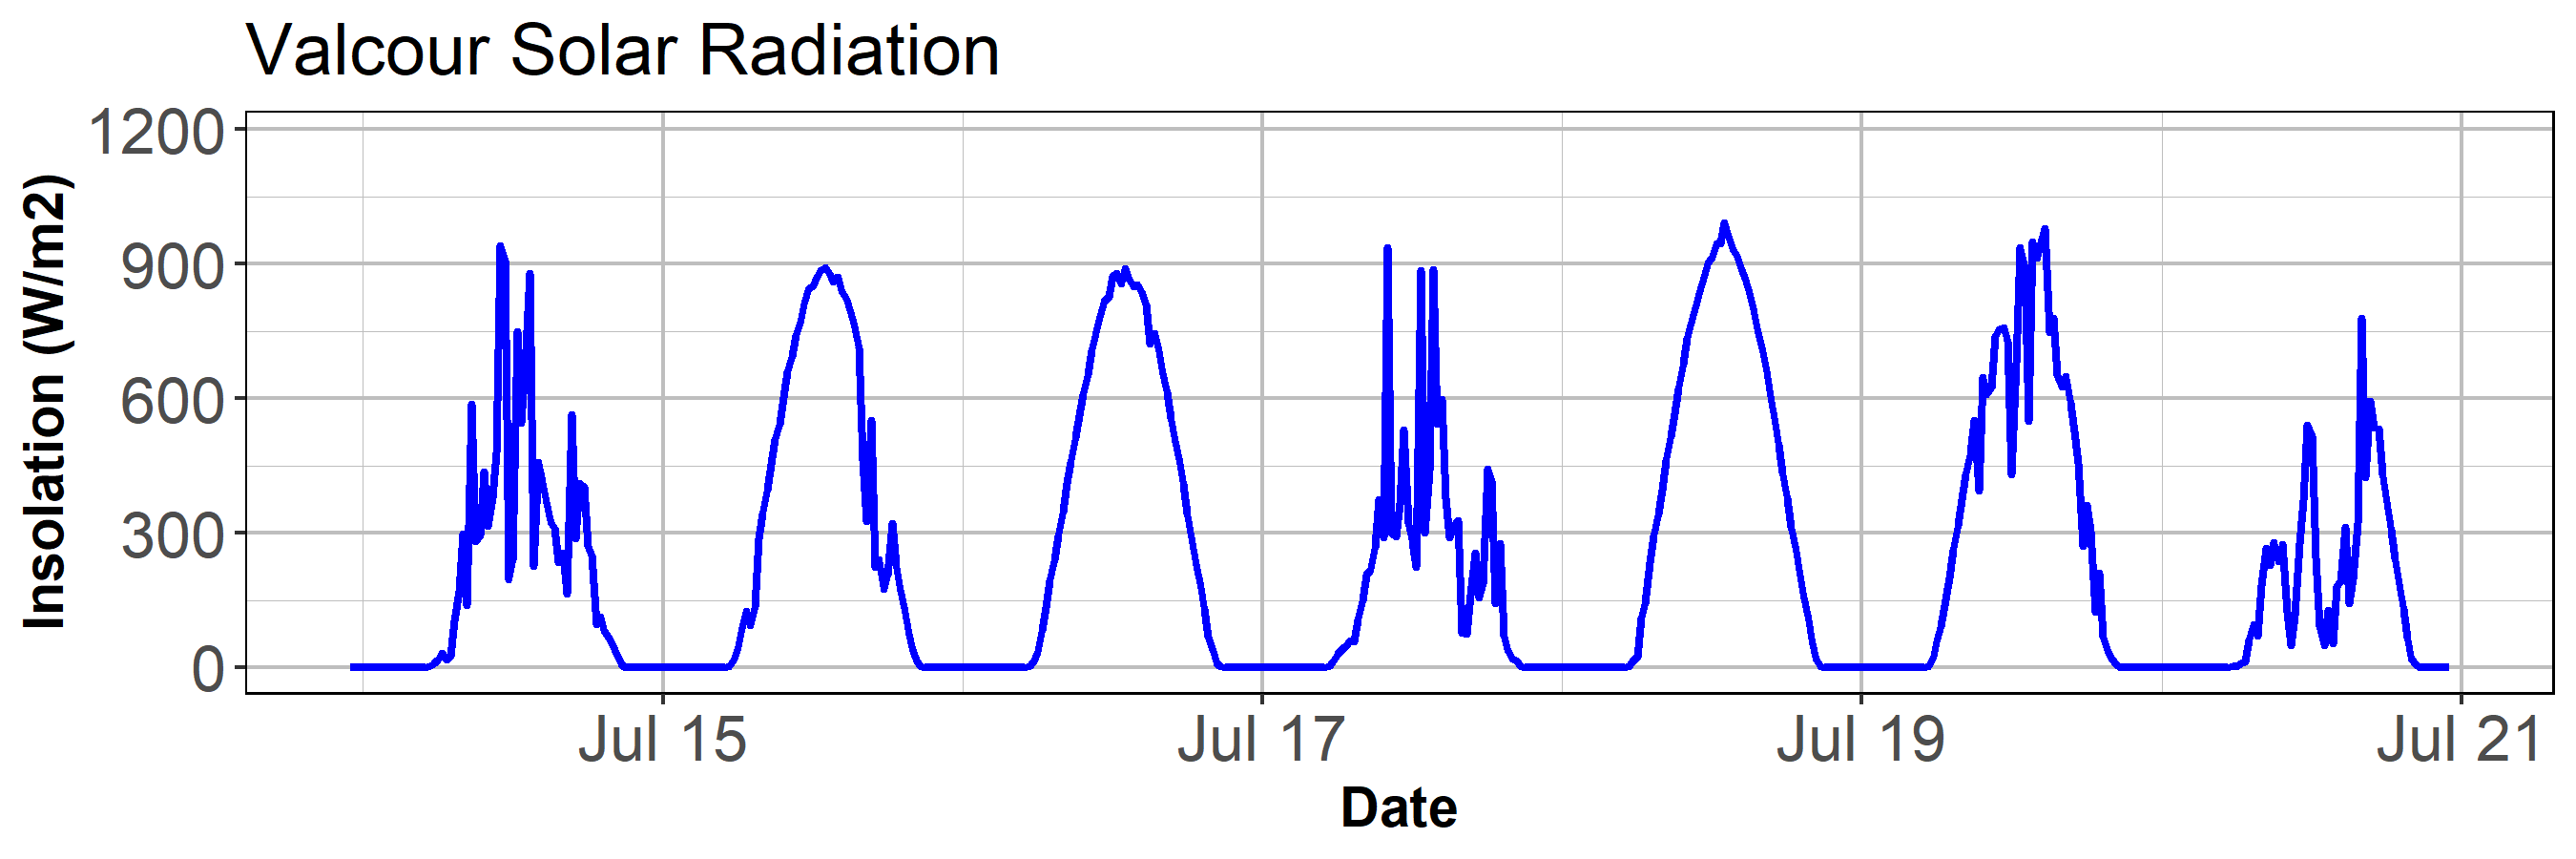 Valcour Solar Radiation
1200
900
600
300
0
Insolation (W/m2)
Jul 15
Jul 17
Jul 19
Jul 21
Date